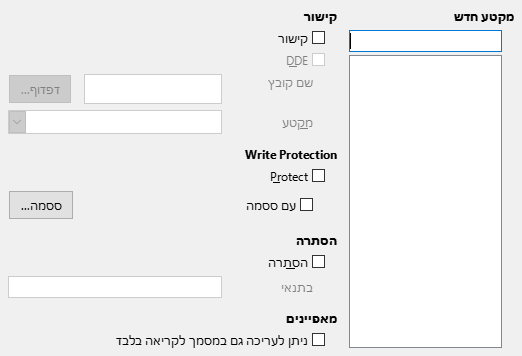 מקטע חדש
קישור
קישור
DDE
שם קובץ
דפדוף...
מקטע
Write Protection
Protect
עם ססמה
ססמה...
הסתרה
הסתרה
בתנאי
מאפיינים
ניתן לעריכה גם במסמך לקריאה בלבד